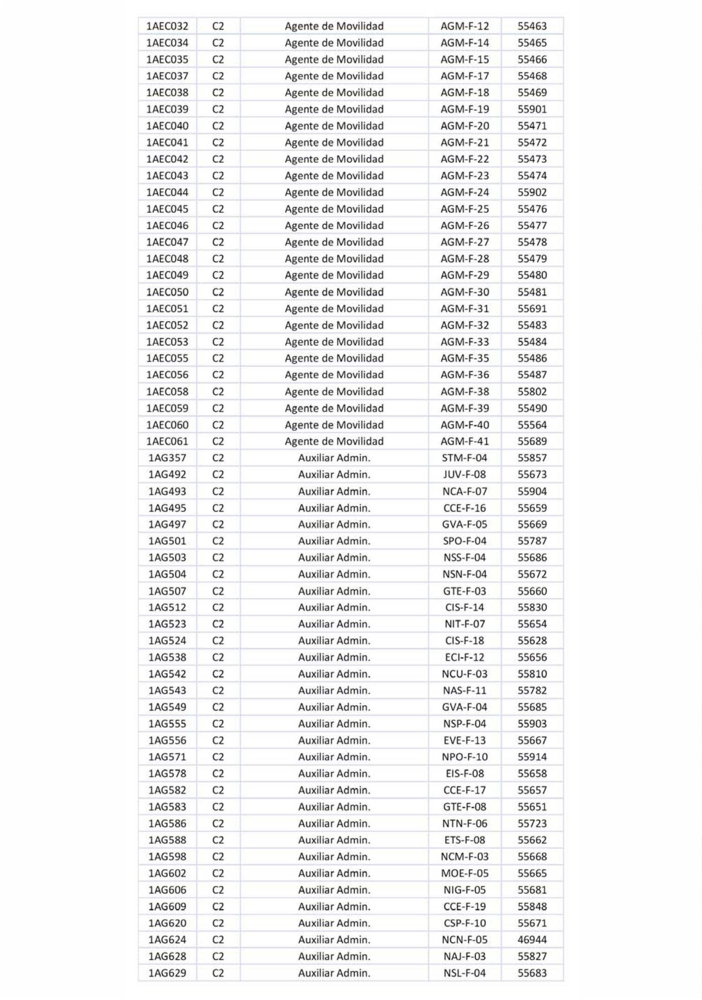 1AEC032 C2 Agente de Movilidad AGM-F-12 55463
1AEC034 C2 Agente de Movilidad AGM-F-14 55465
1AEC035 C2 Agente de Movilidad AGM-F-15 55466
1AEC037 C2 Agente de Movilidad AGM-F-17 55468
1AEC038 C2 Agente de Movilidad AGM-F-18 55469
1AEC039 C2 Agente de Movilidad AGM-F-19 55901
1AEC040 C2 Agente de Movilidad AGM-F-20 55471
1AEC041 C2 Agente de Movilidad AGM-F-21 55472
1AEC042 C2 Agente de Movilidad AGM-F-22 55473
1AEC043 C2 Agente de Movilidad AGM-F-23 55474
1AEC044 C2 Agente de Movilidad AGM-F-24 55902
1AEC045 C2 Agente de Movilidad AGM-F-25 55476
1AEC046 C2 Agente de Movilidad AGM-F-26 55477
1AEC047 C2 Agente de Movilidad AGM-F-27 55478
1AEC048 C2 Agente de Movilidad AGM-F-28 55479
1AEC049 C2 Agente de Movilidad AGM-F-29 55480
1AEC050 C2 Agente de Movilidad AGM-F-30 55481
1AEC051 C2 Agente de Movilidad AGM-F-31 55691
1AEC052 C2 Agente de Movilidad AGM-F-32 55483
1AEC053 C2 Agente de Movilidad AGM-F-33 55484
1AEC055 C2 Agente de Movilidad AGM-F-35 55486
1AEC056 C2 Agente de Movilidad AGM-F-36 55487
1AEC058 C2 Agente de Movilidad AGM-F-38 55802
1AEC059 C2 Agente de Movilidad AGM-F-39 55490
1AEC060 C2 Agente de Movilidad AGM-F-40 55564
1AEC061 C2 Agente de Movilidad AGM-F-41 55689
1AG357 C2 Auxiliar Admin. STM-F-04 55857
1AG492 C2 Auxiliar Admin. JUV-F-08 55673
1AG493 C2 Auxiliar Admin. NCA-F-07 55904
1AG495 C2 Auxiliar Admin. CCE-F-16 55659
1AG497 C2 Auxiliar Admin. GVA-F-05 55669
1AG501 C2 Auxiliar Admin. SPO-F-04 55787
1AG503 C2 Auxiliar Admin. NSS-F-04 55686
1AG504 C2 Auxiliar Admin. NSN-F-04 55672
1AG507 C2 Auxiliar Admin. GTE-F-03 55660
1AG512 C2 Auxiliar Admin. CIS-F-14 55830
1AG523 C2 Auxiliar Admin. NIT-F-07 55654
1AG524 C2 Auxiliar Admin. CIS-F-18 55628
1AG538 C2 Auxiliar Admin. ECI-F-12 55656
1AG542 C2 Auxiliar Admin. NCU-F-03 55810
1AG543 C2 Auxiliar Admin. NAS-F-11 55782
1AG549 C2 Auxiliar Admin. GVA-F-04 55685
1AG555 C2 Auxiliar Admin. NSP-F-04 55903
1AG556 C2 Auxiliar Admin. EVE-F-13 55667
1AG571 C2 Auxiliar Admin. NPO-F-10 55914
1AG578 C2 Auxiliar Admin. EIS-F-08 55658
1AG582 C2 Auxiliar Admin. CCE-F-17 55657
1AG583 C2 Auxiliar Admin. GTE-F-08 55651
1AG586 C2 Auxiliar Admin. NTN-F-06 55723
1AG588 C2 Auxiliar Admin. ETS-F-08 55662
1AG598 C2 Auxiliar Admin. NCM-F-03 55668
1AG602 C2 Auxiliar Admin. MOE-F-05 55665
1AG606 C2 Auxiliar Admin. NIG-F-05 55681
1AG609 C2 Auxiliar Admin. CCE-F-19 55848
1AG620 C2 Auxiliar Admin. CSP-F-10 55671
1AG624 C2 Auxiliar Admin. NCN-F-05 46944
1AG628 C2 Auxiliar Admin. NAJ-F-03 55827
1AG629 C2 Auxiliar Admin. NSL-F-04 55683